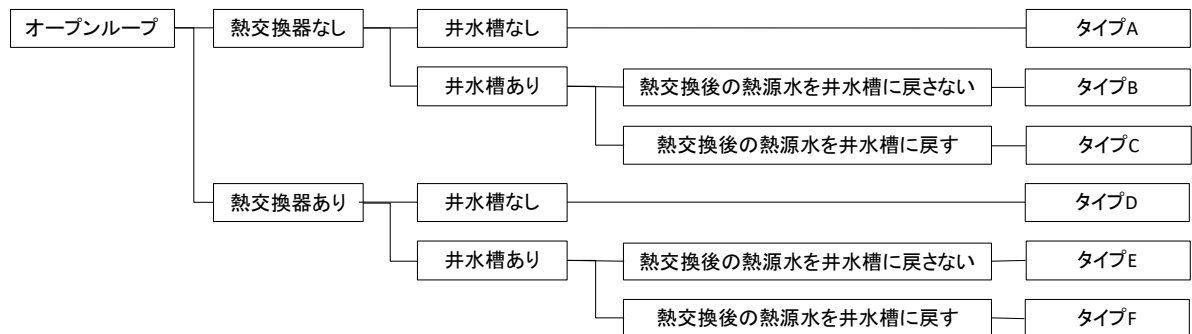 オープンループ
熱交換器なし
井水槽なし
タイプA
井水槽あり
熱交換後の熱源水を井水槽に戻さない
タイプB
熱交換後の熱源水を井水槽に戻す
タイプC
熱交換器あり
井水槽なし
タイプD
井水槽あり
熱交換後の熱源水を井水槽に戻さない
タイプE
熱交換後の熱源水を井水槽に戻す
タイプF